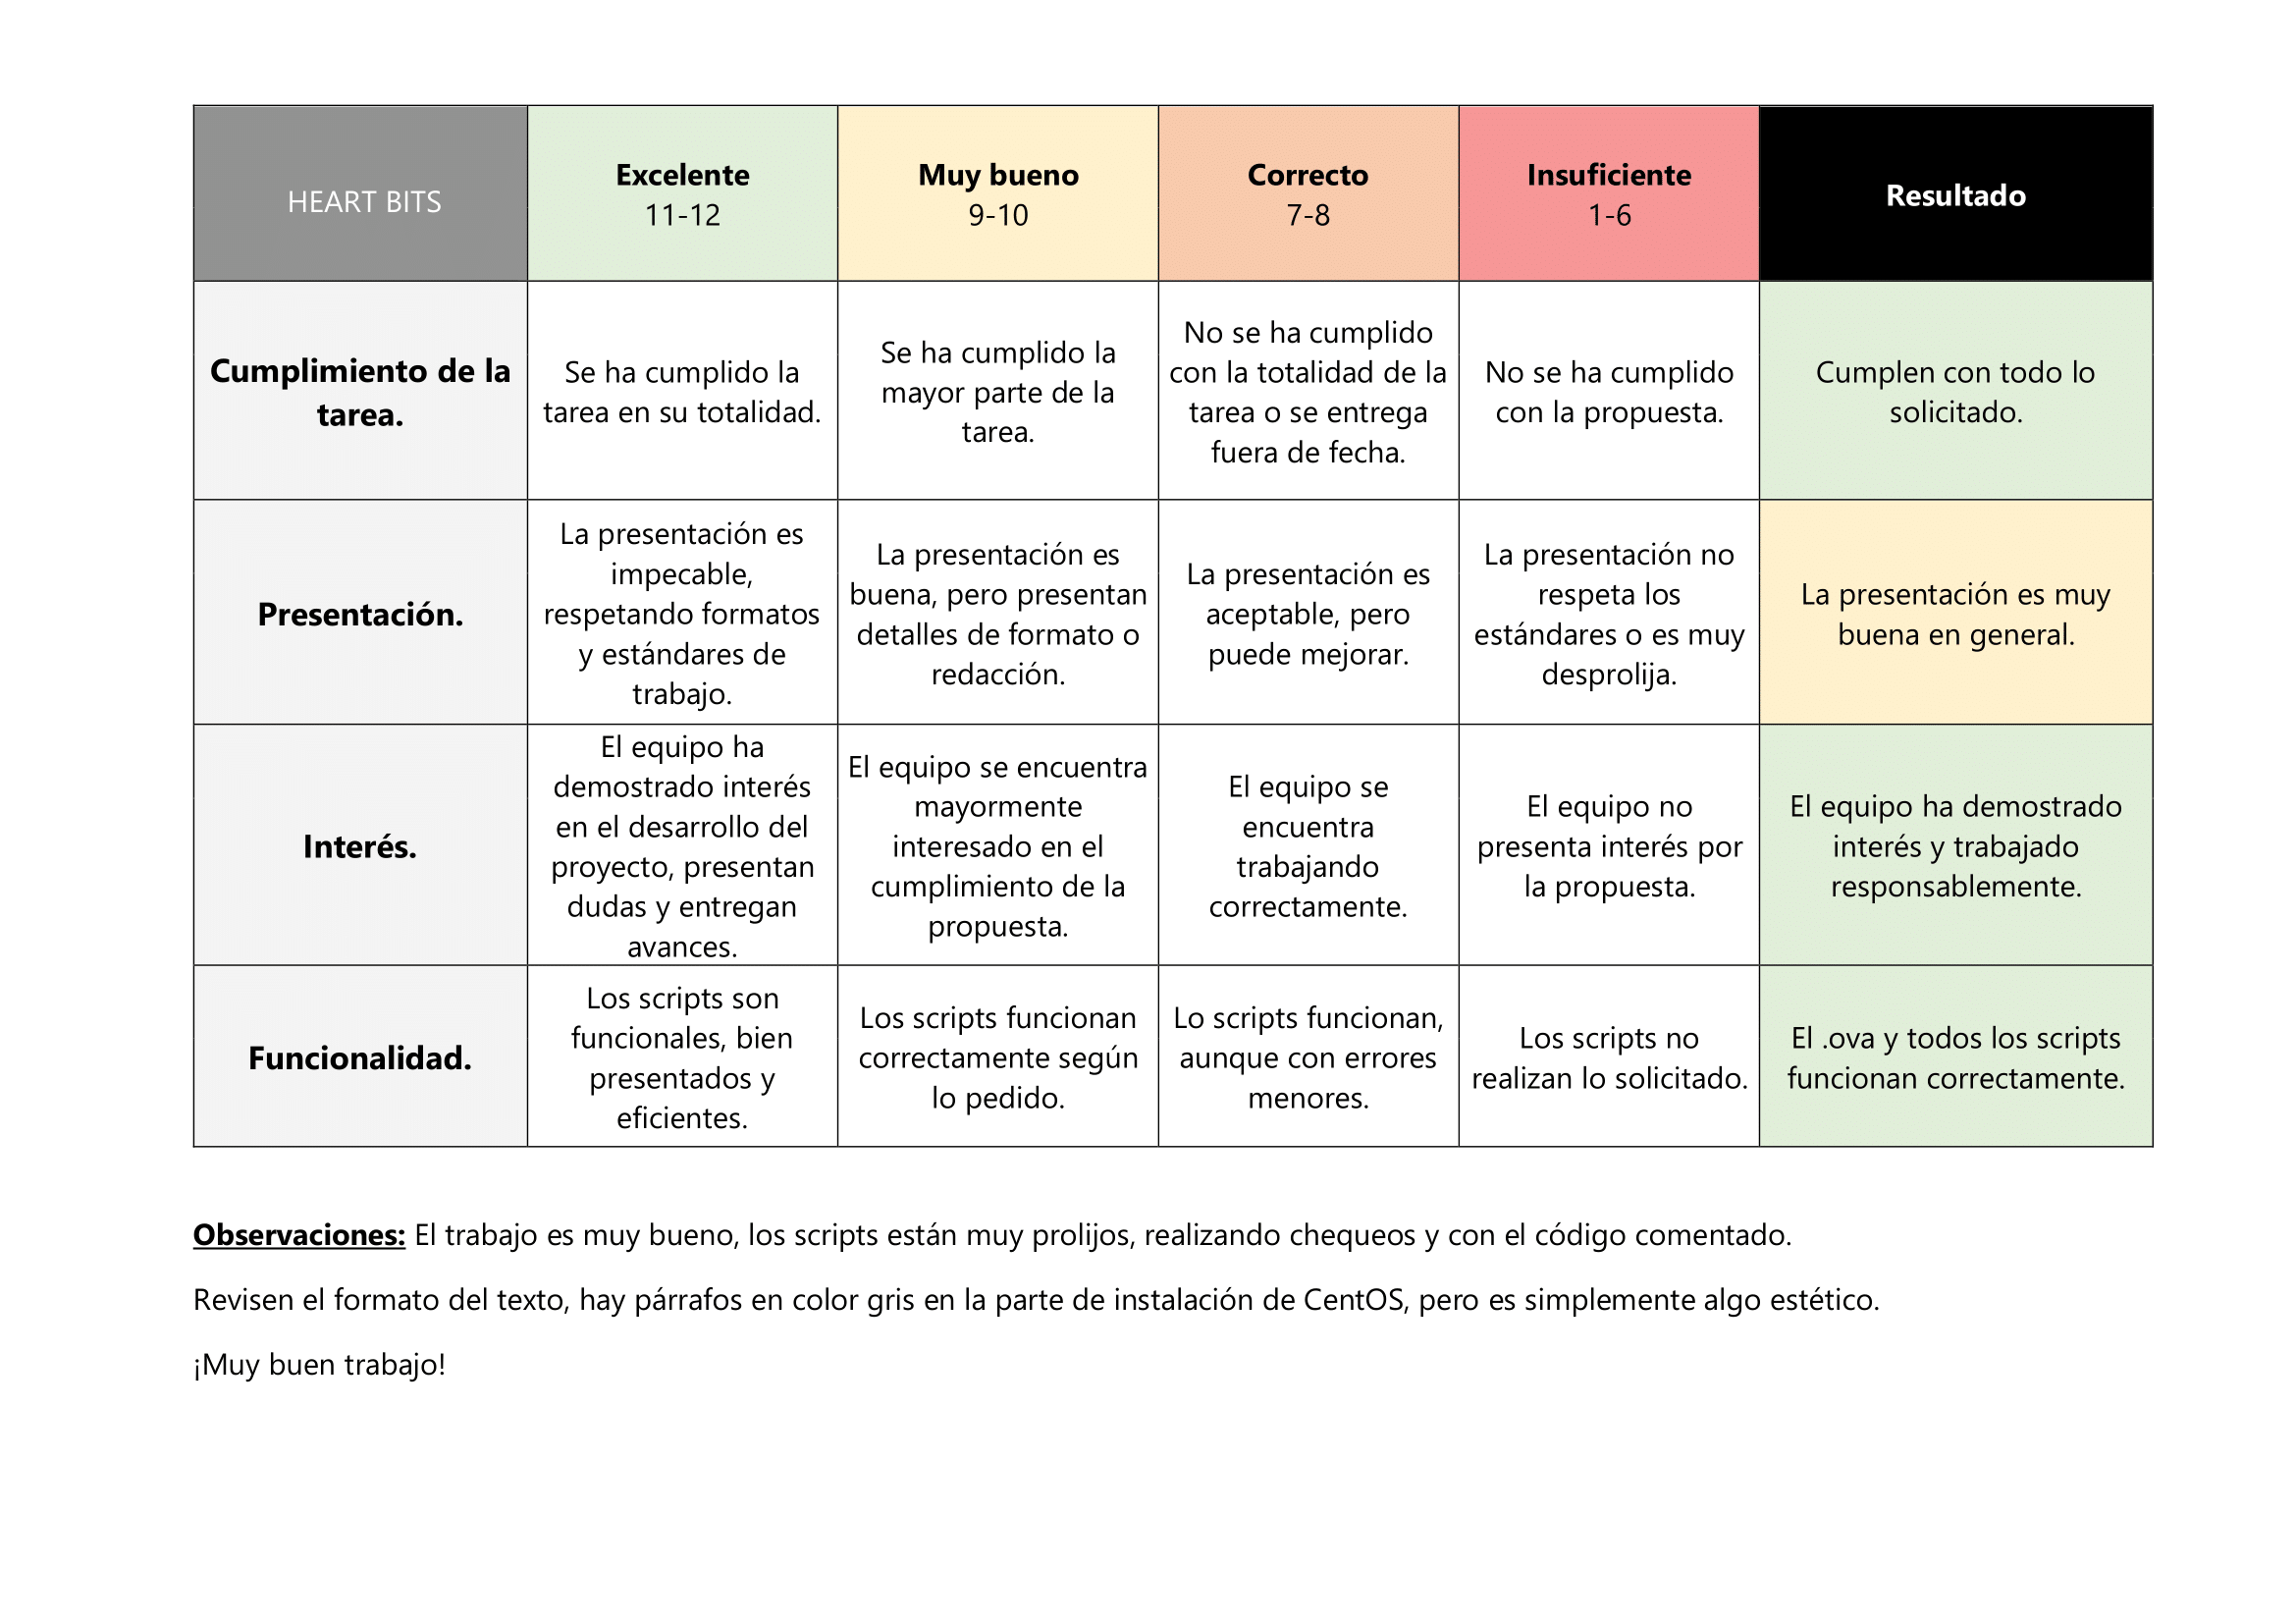 HEART BITS
Excelente
11-12
Muy bueno
9-10
Correcto
7-8
Insuficiente
1-6
Resultado
Cumplimiento de la
tarea.
Se ha cumplido la
tarea en su totalidad.
Se ha cumplido la
mayor parte de la
tarea.
No se ha cumplido
con la totalidad de la
tarea o se entrega
fuera de fecha.
No se ha cumplido
con la propuesta.
Cumplen con todo lo
solicitado.
Presentación.
La presentación es
impecable,
respetando formatos
y estándares de
trabajo.
La presentación es
buena, pero presentan
detalles de formato o
redacción.
La presentación es
aceptable, pero
puede mejorar.
La presentación no
respeta los
estándares o es muy
desprolija.
La presentación es muy
buena en general.
Interés.
El equipo ha
demostrado interés
en el desarrollo del
proyecto, presentan
dudas y entregan
avances.
El equipo se encuentra
mayormente
interesado en el
cumplimiento de la
propuesta.
El equipo se
encuentra
trabajando
correctamente.
El equipo no
presenta interés por
la propuesta.
El equipo ha demostrado
interés y trabajado
responsablemente.
Funcionalidad.
Los scripts son
funcionales, bien
presentados y
eficientes.
Los scripts funcionan
correctamente según
lo pedido.
Lo scripts funcionan,
aunque con errores
menores.
Los scripts no
realizan lo solicitado.
El .ova y todos los scripts
funcionan correctamente.
Observaciones: El trabajo es muy bueno, los scripts están muy prolijos, realizando chequeos y con el código comentado.
Revisen el formato del texto, hay párrafos en color gris en la parte de instalación de CentOS, pero es simplemente algo estético.
¡Muy buen trabajo!